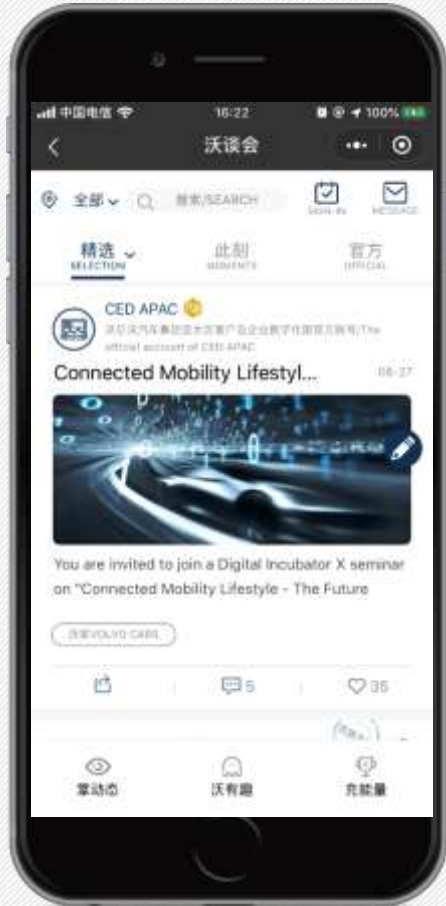 中国电信 16:22 100%
沃谈会
全部 搜索/SEARCH SIGN-IN MESSAGE
精选 此刻 官方
SELECTION MOMENTS OFFICIAL
CED APAC
official account of CED APAC
Connected Mobility Lifestyl... 08-27
You are invited to join a Digital Incubator X seminar
on "Connected Mobility Lifestyle - The Future
VOLVO CARS
5 35
掌动态 沃有趣 充能量